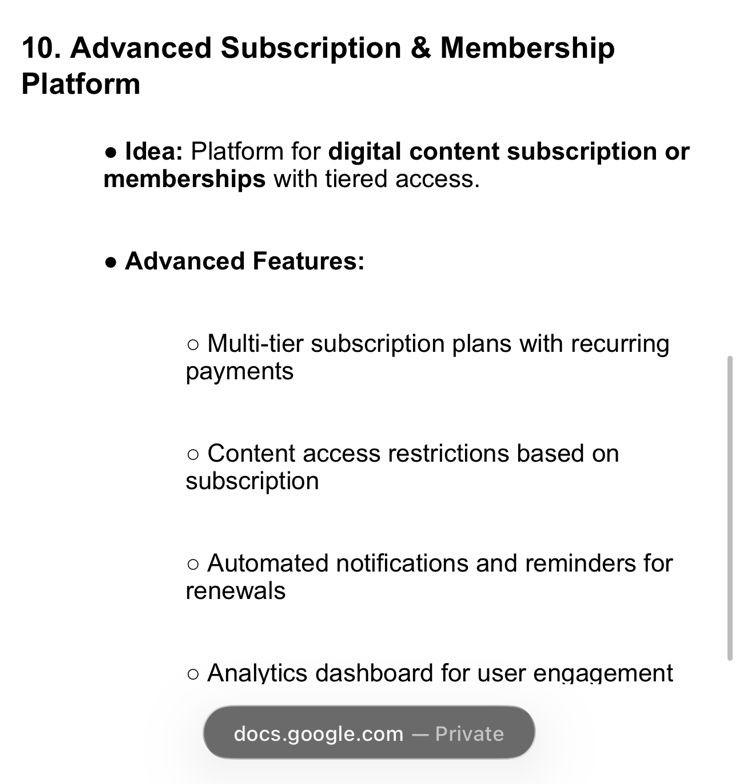 10. Advanced Subscription & Membership
Platform
● Idea: Platform for digital content subscription or
memberships with tiered access.
● Advanced Features:
○ Multi-tier subscription plans with recurring
payments
○ Content access restrictions based on
subscription
○ Automated notifications and reminders for
renewals
○ Analytics dashboard for user engagement
docs.google.com — Private